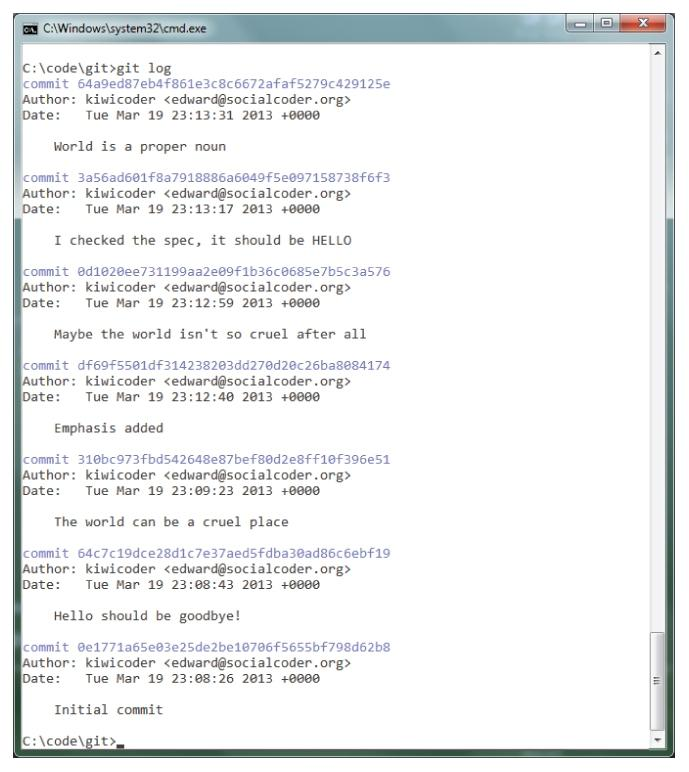 C:\Windows\system32\cmd.exe
C:\code\git>git log
commit 64a9ed87eb4f861e3c8c6672afaf5279c429125e
Author: kiwicoder <edward@socialcoder.org>
Date:   Tue Mar 19 23:13:31 2013 +0000
World is a proper noun
commit 3a56ad601f8a7918886a6049f5e097158738f6f3
Author: kiwicoder <edward@socialcoder.org>
Date:   Tue Mar 19 23:13:17 2013 +0000
I checked the spec, it should be HELLO
commit 0d1020ee731199aa2e09f1b36c0685e7b5c3a576
Author: kiwicoder <edward@socialcoder.org>
Date:   Tue Mar 19 23:12:59 2013 +0000
Maybe the world isn't so cruel after all
commit df69f5501df314238203dd270d20c26ba8084174
Author: kiwicoder <edward@socialcoder.org>
Date:   Tue Mar 19 23:12:40 2013 +0000
Emphasis added
commit 310bc973fbd542648e87bef80d2e8ff10f396e51
Author: kiwicoder <edward@socialcoder.org>
Date:   Tue Mar 19 23:09:23 2013 +0000
The world can be a cruel place
commit 64c7c19dce28d1c7e37aed5fdba30ad86c6ebf19
Author: kiwicoder <edward@socialcoder.org>
Date:   Tue Mar 19 23:08:43 2013 +0000
Hello should be goodbye!
commit 0e1771a65e03e25de2be10706f5655bf798d62b8
Author: kiwicoder <edward@socialcoder.org>
Date:   Tue Mar 19 23:08:26 2013 +0000
Initial commit
C:\code\git>